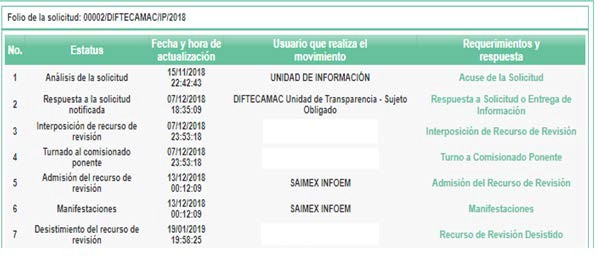 Folio de la solicitud: 00002/DIFTECAMAC/IP/2018
No. Estatus Fecha y hora de actualización Usuario que realiza el movimiento Requerimientos y respuesta
1 Análisis de la solicitud 15/11/2018 22:42:43 UNIDAD DE INFORMACIÓN Acuse de la Solicitud
2 Respuesta a la solicitud notificada 07/12/2018 18:35:09 DIFTECAMAC Unidad de Transparencia - Sujeto Obligado Respuesta a Solicitud o Entrega de Información
3 Interposición de recurso de revisión 07/12/2018 23:53:18 Interposición de Recurso de Revisión
4 Turnado al comisionado ponente 07/12/2018 23:53:18 Turno a Comisionado Ponente
5 Admisión del recurso de revisión 13/12/2018 00:12:09 SAIMEX INFOEM Admisión del Recurso de Revisión
6 Manifestaciones 13/12/2018 00:12:09 SAIMEX INFOEM Manifestaciones
7 Desistimiento del recurso de revisión 19/01/2019 19:58:25 Recurso de Revisión Desistido